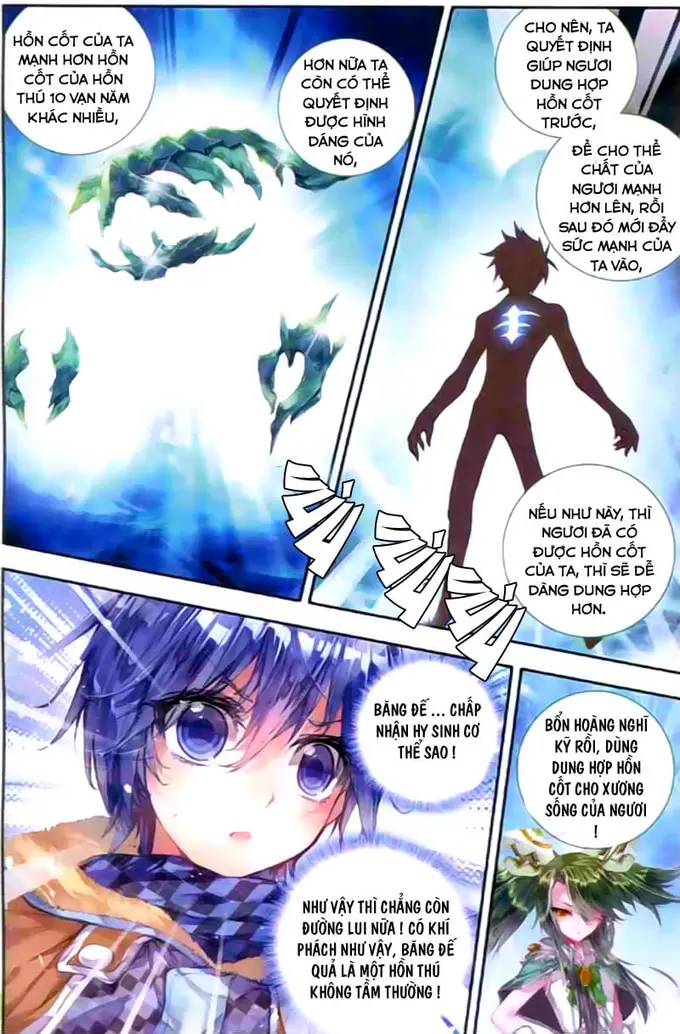 HỒN CỐT CỦA TA
MẠNH HƠN HỒN
CỐT CỦA HỒN
THÚ 10 VẠN NĂM
KHÁC NHIỀU,
HƠN NỮA TA
CÒN CÓ THỂ
QUYẾT ĐỊNH
ĐƯỢC HÌNH
DÁNG CỦA
NÓ,
CHO NÊN, TA
QUYẾT ĐỊNH
GIÚP NGƯƠI
DUNG HỢP
HỒN CỐT
TRƯỚC,
ĐỂ CHO THỂ
CHẤT CỦA
NGƯƠI MẠNH
HƠN LÊN, RỒI
SAU ĐÓ MỚI ĐẨY
SỨC MẠNH CỦA
TA VÀO,
NẾU NHƯ NÀY, THÌ
NGƯƠI ĐÃ CÓ
ĐƯỢC HỒN CỐT
CỦA TA, THÌ SẼ DỄ
DÀNG DUNG HỢP
HƠN.
BĂNG ĐẾ ... CHẤP
NHẬN HY SINH CƠ
THỂ SAO !
NHƯ VẬY THÌ CHẲNG CÒN
ĐƯỜNG LUI NỮA ! CÓ KHÍ
PHÁCH NHƯ VẬY, BĂNG ĐẾ
QUẢ LÀ MỘT HỒN THÚ
KHÔNG TẦM THƯỜNG !
BỔN HOÀNG NGHĨ
KỸ RỒI, DÙNG
DUNG HỢP HỒN
CỐT CHO XƯƠNG
SỐNG CỦA NGƯƠI
!